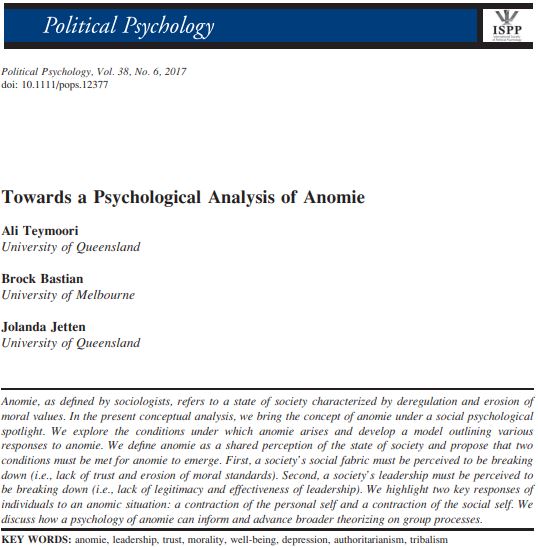 Political Psychology
ISPP
Political Psychology, Vol. 38, No. 6, 2017
doi: 10.1111/pops.12377
Towards a Psychological Analysis of Anomie
Ali Teymoori
University of Queensland
Brock Bastian
University of Melbourne
Jolanda Jetten
University of Queensland
Anomie, as defined by sociologists, refers to a state of society characterized by deregulation and erosion of
moral values. In the present conceptual analysis, we bring the concept of anomie under a social psychological
spotlight. We explore the conditions under which anomie arises and develop a model outlining various
responses to anomie. We define anomie as a shared perception of the state of society and propose that two
conditions must be met for anomie to emerge. First, a society's social fabric must be perceived to be breaking
down (i.e., lack of trust and erosion of moral standards). Second, a society's leadership must be perceived to
be breaking down (i.e., lack of legitimacy and effectiveness of leadership). We highlight two key responses of
individuals to an anomic situation: a contraction of the personal self and a contraction of the social self. We
discuss how a psychology of anomie can inform and advance broader theorizing on group processes.
KEY WORDS: anomie, leadership, trust, morality, well-being, depression, authoritarianism, tribalism